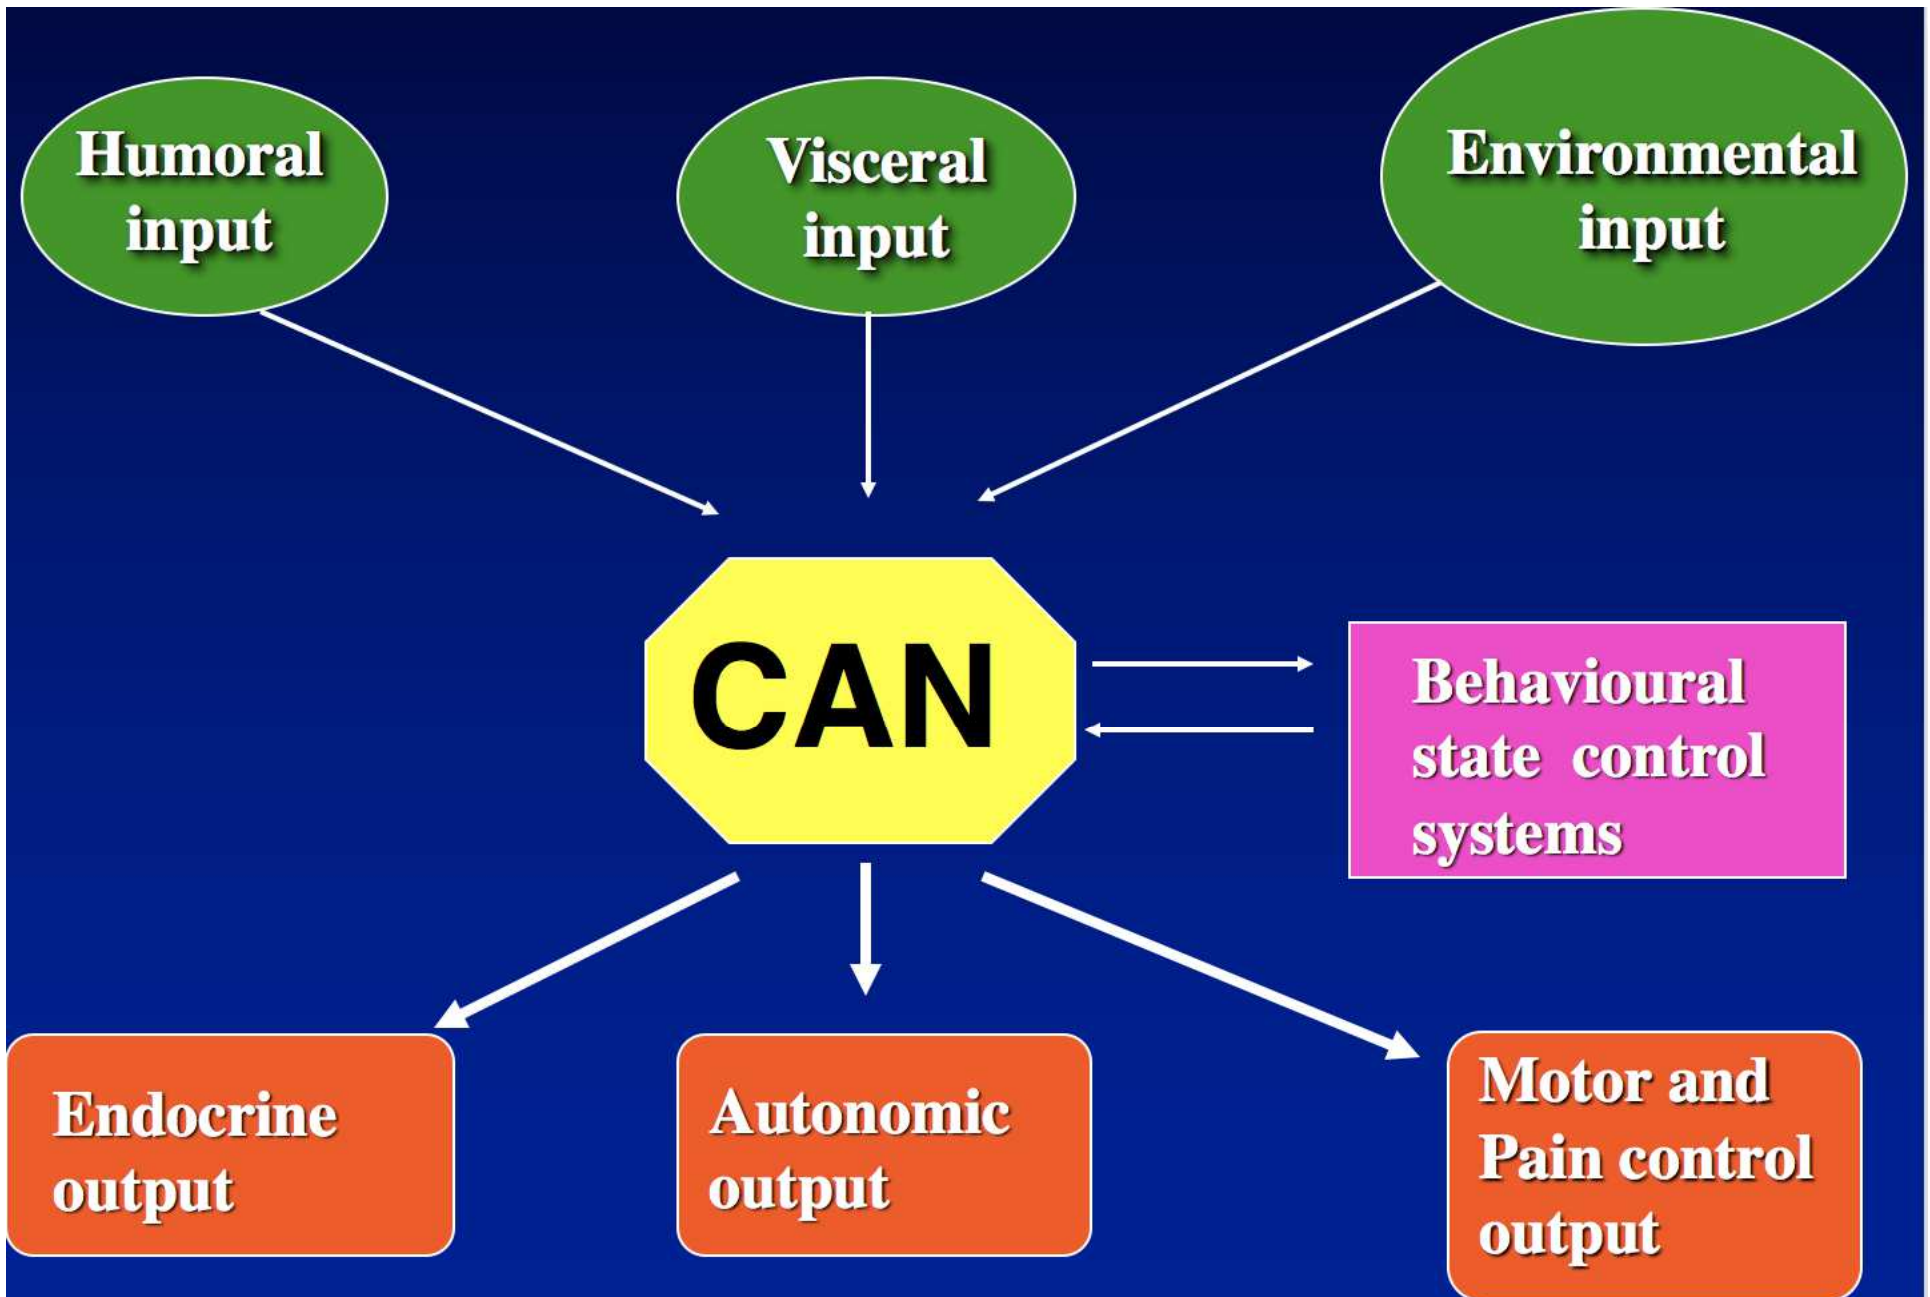 Humoral
input
Visceral
input
Environmental
input
CAN
Behavioural
state control
systems
Endocrine
output
Autonomic
output
Motor and
Pain control
output